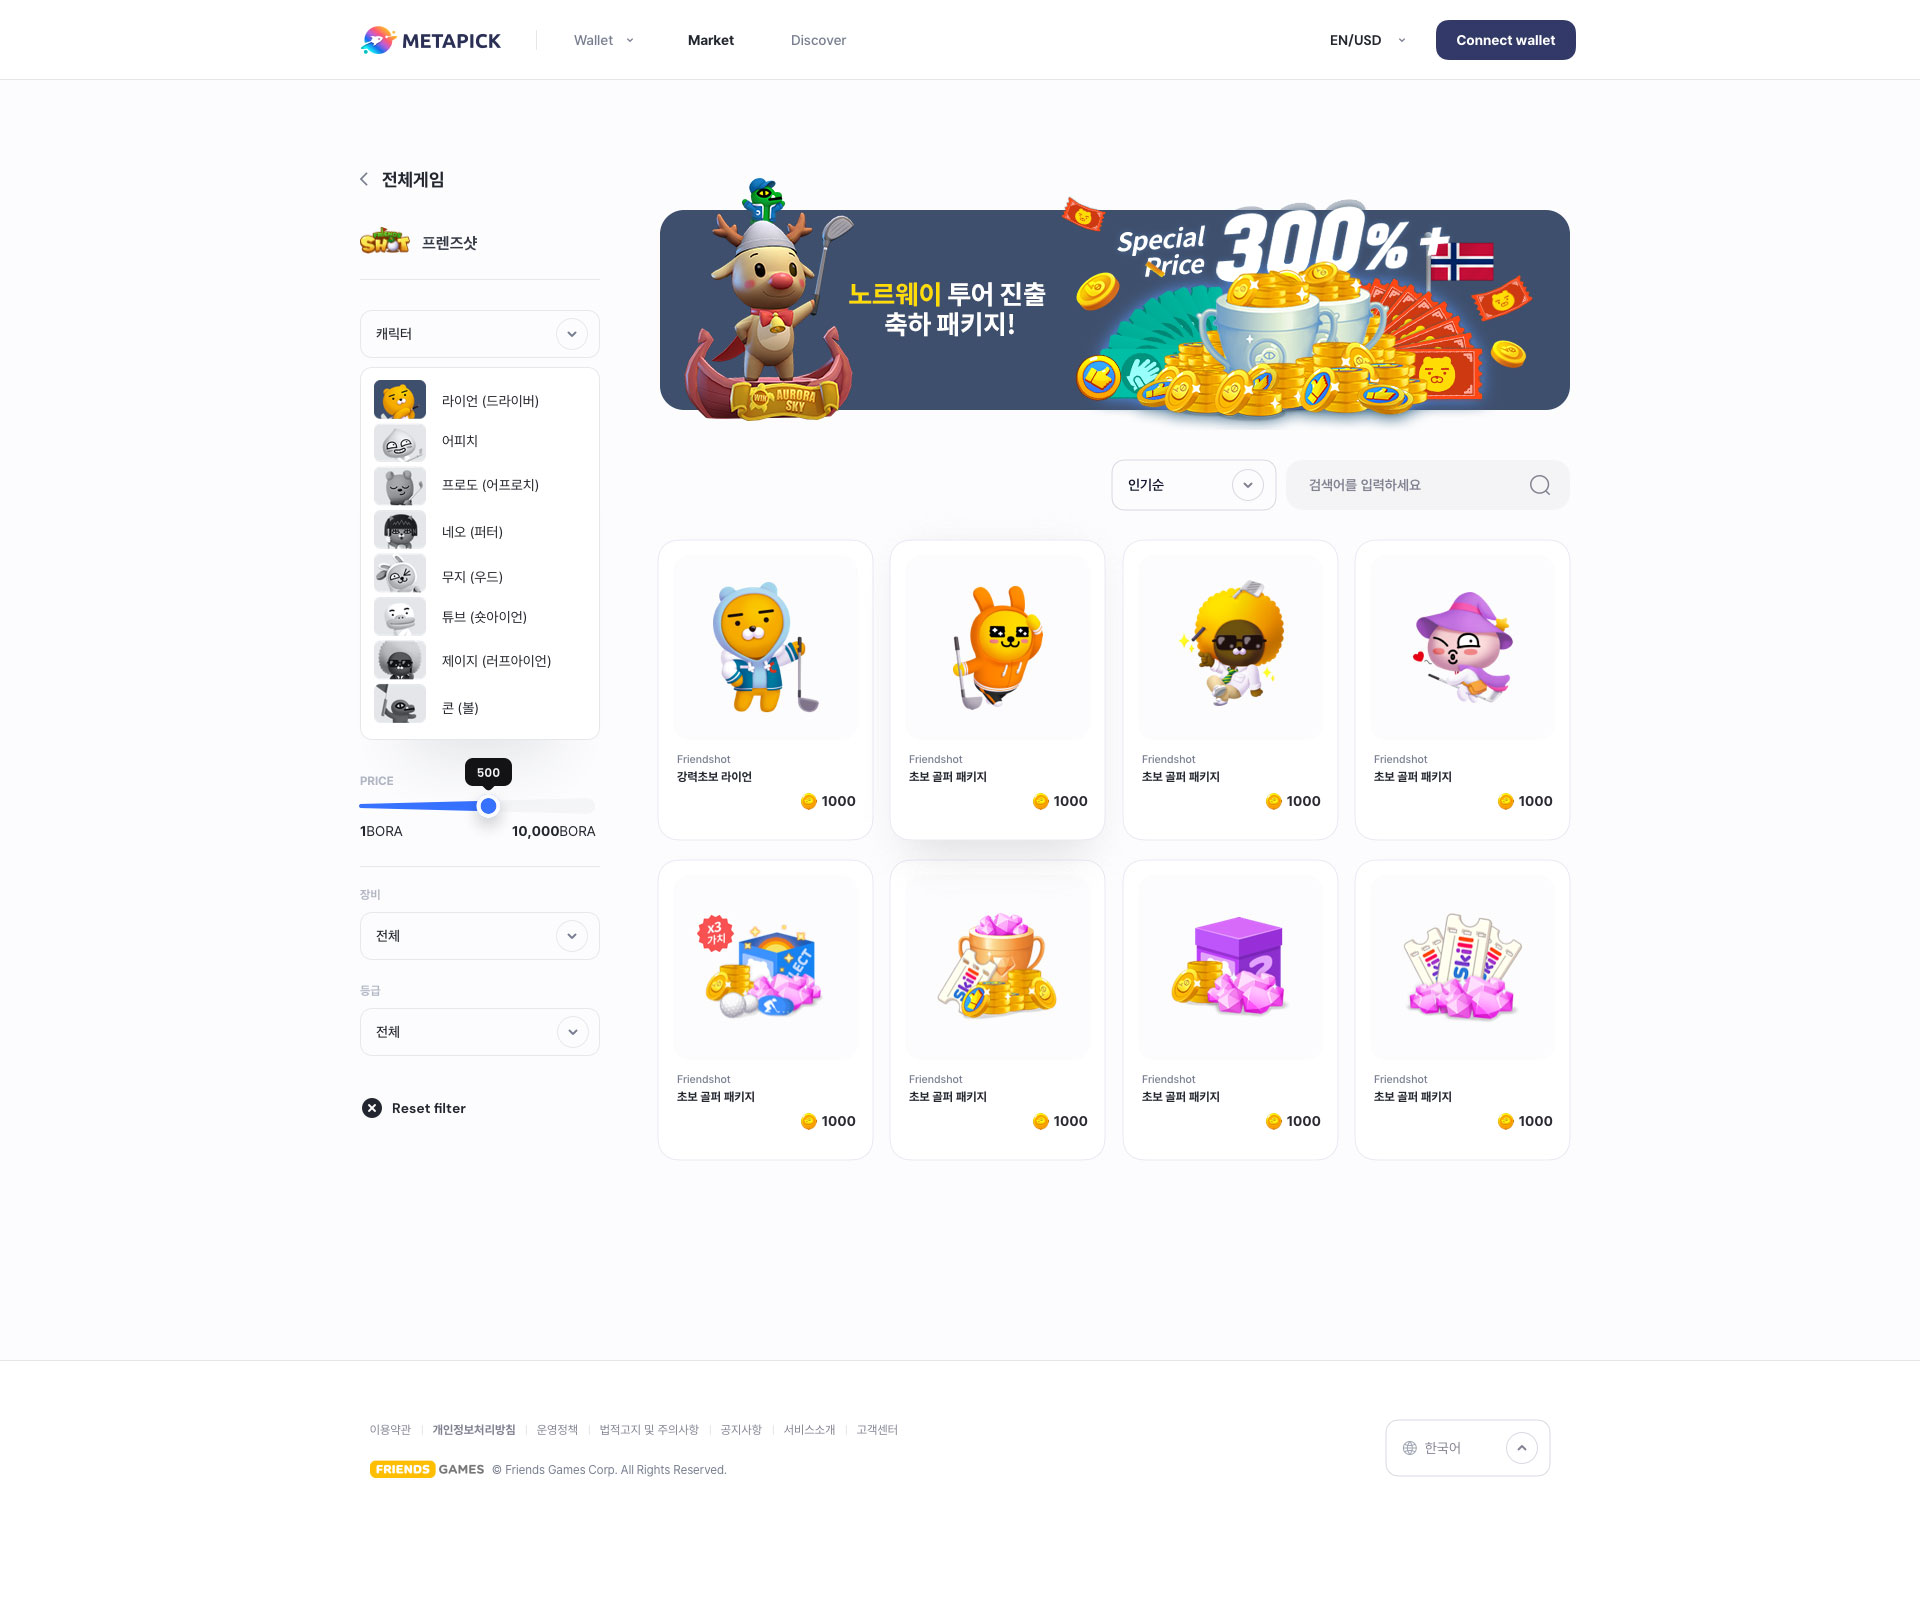 METAPICK
Wallet
Market
Discover
EN/USD
Connect wallet
전체게임
SHOT
프렌즈샷
캐릭터
라이언 (드라이버)
어피치
프로도 (어프로치)
네오 (퍼터)
무지 (우드)
튜브 (숏아이언)
제이지 (러프아이언)
콘 (볼)
PRICE
500
1BORA
10,000BORA
장비
전체
등급
전체
Reset filter
노르웨이 투어 진출
축하 패키지!
WIN
AURORA
SKY
Special
Price
300%+
인기순
검색어를 입력하세요
Friendshot
강력초보 라이언
1000
Friendshot
초보 골퍼 패키지
1000
Friendshot
초보 골퍼 패키지
1000
Friendshot
초보 골퍼 패키지
1000
x3
가치
Friendshot
초보 골퍼 패키지
1000
Skill
Friendshot
초보 골퍼 패키지
1000
Friendshot
초보 골퍼 패키지
1000
Skill
Skill
Skill
Friendshot
초보 골퍼 패키지
1000
이용약관
개인정보처리방침
운영정책
법적고지 및 주의사항
공지사항
서비스소개
고객센터
FRIENDS GAMES © Friends Games Corp. All Rights Reserved.
한국어